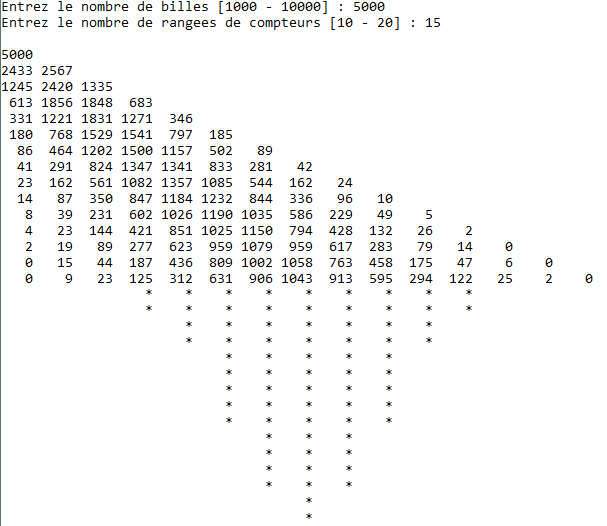 Entrez le nombre de billes [1000 - 10000] : 5000
Entrez le nombre de rangees de compteurs [10 - 20] : 15
5000
2433 2567
1245 2420 1335
 613 1856 1848  683
 331 1221 1831 1271  346
 180  768 1529 1541  797  185
  86  464 1202 1500 1157  502   89
  41  291  824 1347 1341  833  281   42
  23  162  561 1082 1357 1085  544  162   24
  14   87  350  847 1184 1232  844  336   96   10
   8   39  231  602 1026 1190 1035  586  229   49    5
   4   23  144  421  851 1025 1150  794  428  132   26    2
   2   19   89  277  623  959 1079  959  617  283   79   14    0
   0   15   44  187  436  809 1002 1058  763  458  175   47    6    0
   0    9   23  125  312  631  906 1043  913  595  294  122   25    2    0
                  *    *    *    *    *    *    *    *    *
                  *    *    *    *    *    *    *    *    *
                       *    *    *    *    *    *    *
                       *    *    *    *    *    *    *
                            *    *    *    *    *
                            *    *    *    *    *
                            *    *    *    *    *
                            *    *    *    *    *
                            *    *    *    *    *
                                 *    *    *
                                 *    *    *
                                 *    *    *
                                 *    *    *
                                      *
                                      *